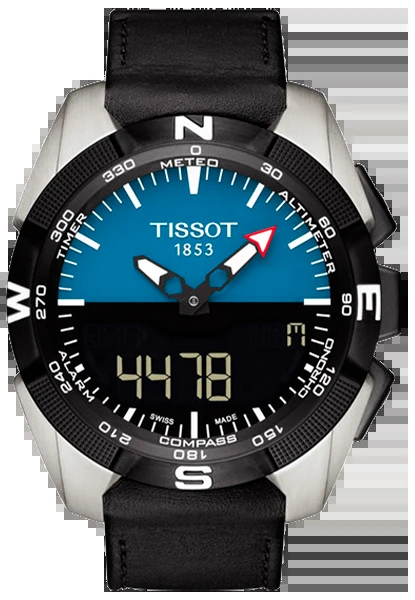 N
0
METEO
30
ALTIMETER
60
E
90
CHRONO
120
150
S
180
COMPASS
210
240
ALARM
W
270
300
TIMER
330
TISSOT
1853
M
4478
SWISS MADE